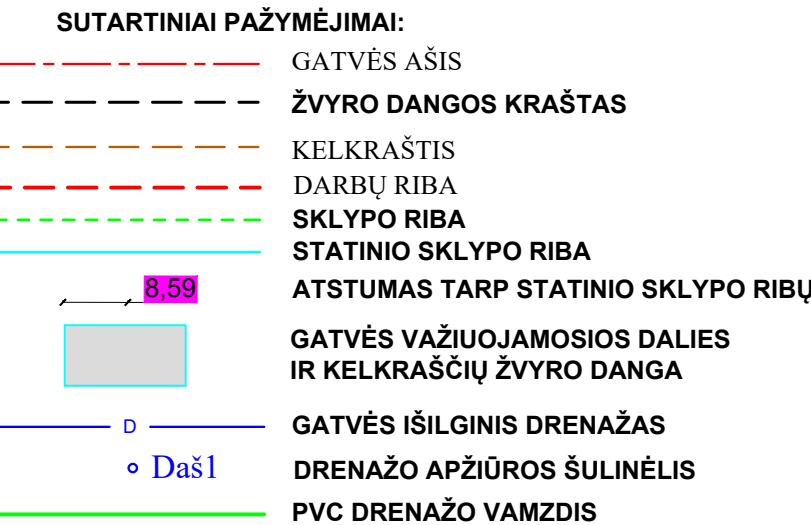 SUTARTINIAI PAŽYMĖJIMAI:
GATVĖS AŠIS
ŽVYRO DANGOS KRAŠTAS
KELKRAŠTIS
DARBŲ RIBA
SKLYPO RIBA
STATINIO SKLYPO RIBA
8,59 ATSTUMAS TARP STATINIO SKLYPO RIBŲ
GATVĖS VAŽIUOJAMOSIOS DALIES
IR KELKRAŠČIŲ ŽVYRO DANGA
D GATVĖS IŠILGINIS DRENAŽAS
Daš1 DRENAŽO APŽIŪROS ŠULINĖLIS
PVC DRENAŽO VAMZDIS